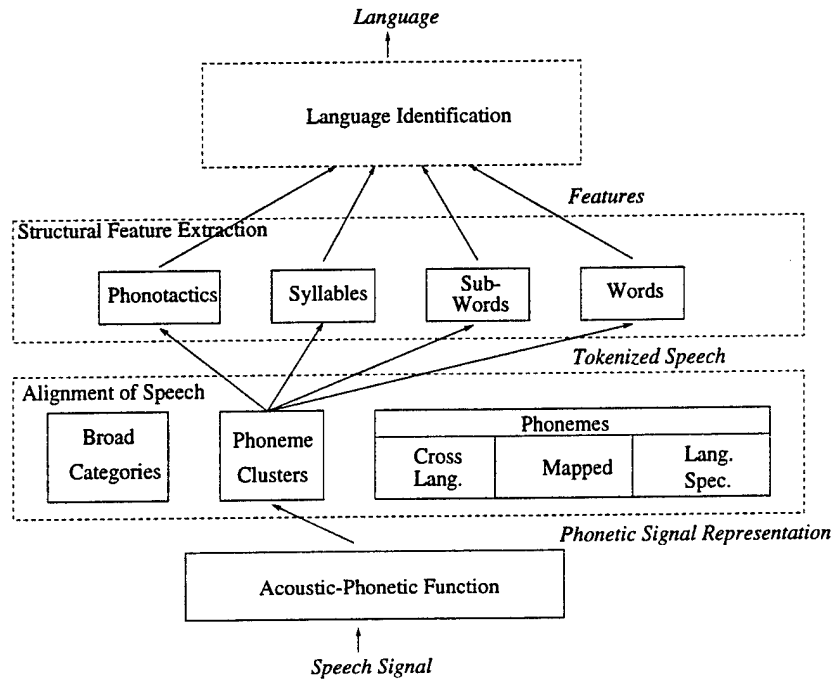 Language
Language Identification
Features
Structural Feature Extraction
Phonotactics
Syllables
Sub-
Words
Words
Tokenized Speech
Alignment of Speech
Broad
Categories
Phoneme
Clusters
Phonemes
Cross
Lang.
Mapped
Lang.
Spec.
Phonetic Signal Representation
Acoustic-Phonetic Function
Speech Signal